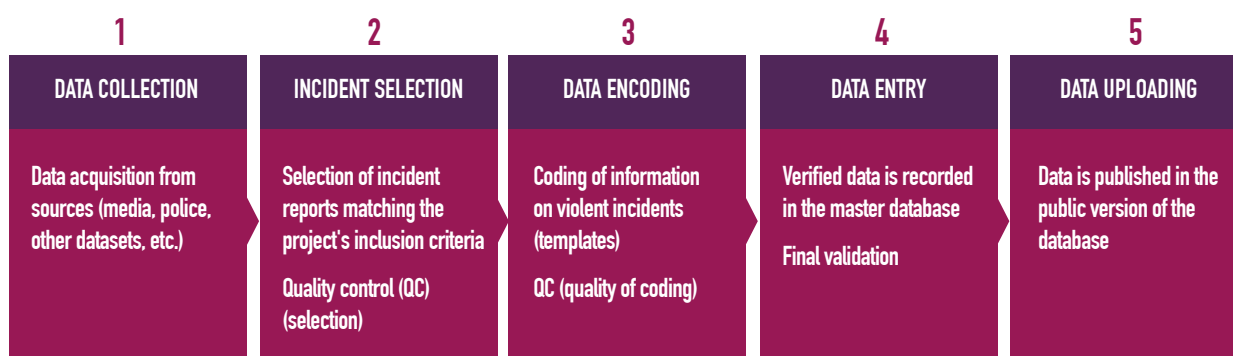 1
DATA COLLECTION
Data acquisition from
sources (media, police,
other datasets, etc.)
2
INCIDENT SELECTION
Selection of incident
reports matching the
project's inclusion criteria
Quality control (QC)
(selection)
3
DATA ENCODING
Coding of information
on violent incidents
(templates)
QC (quality of coding)
4
DATA ENTRY
Verified data is recorded
in the master database
Final validation
5
DATA UPLOADING
Data is published in the
public version of the
database